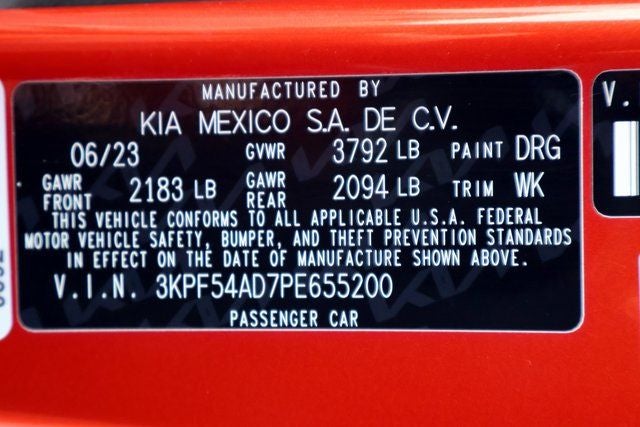 MANUFACTURED BY
KIA MEXICO S.A. DE C.V.
06/23 GVWR 3792 LB PAINT DRG
GAWR FRONT 2183 LB GAWR REAR 2094 LB TRIM WK
THIS VEHICLE CONFORMS TO ALL APPLICABLE U.S.A. FEDERAL
MOTOR VEHICLE SAFETY, BUMPER, AND THEFT PREVENTION STANDARDS
IN EFFECT ON THE DATE OF MANUFACTURE SHOWN ABOVE.
V.I.N. 3KPF54AD7PE655200
PASSENGER CAR
V.